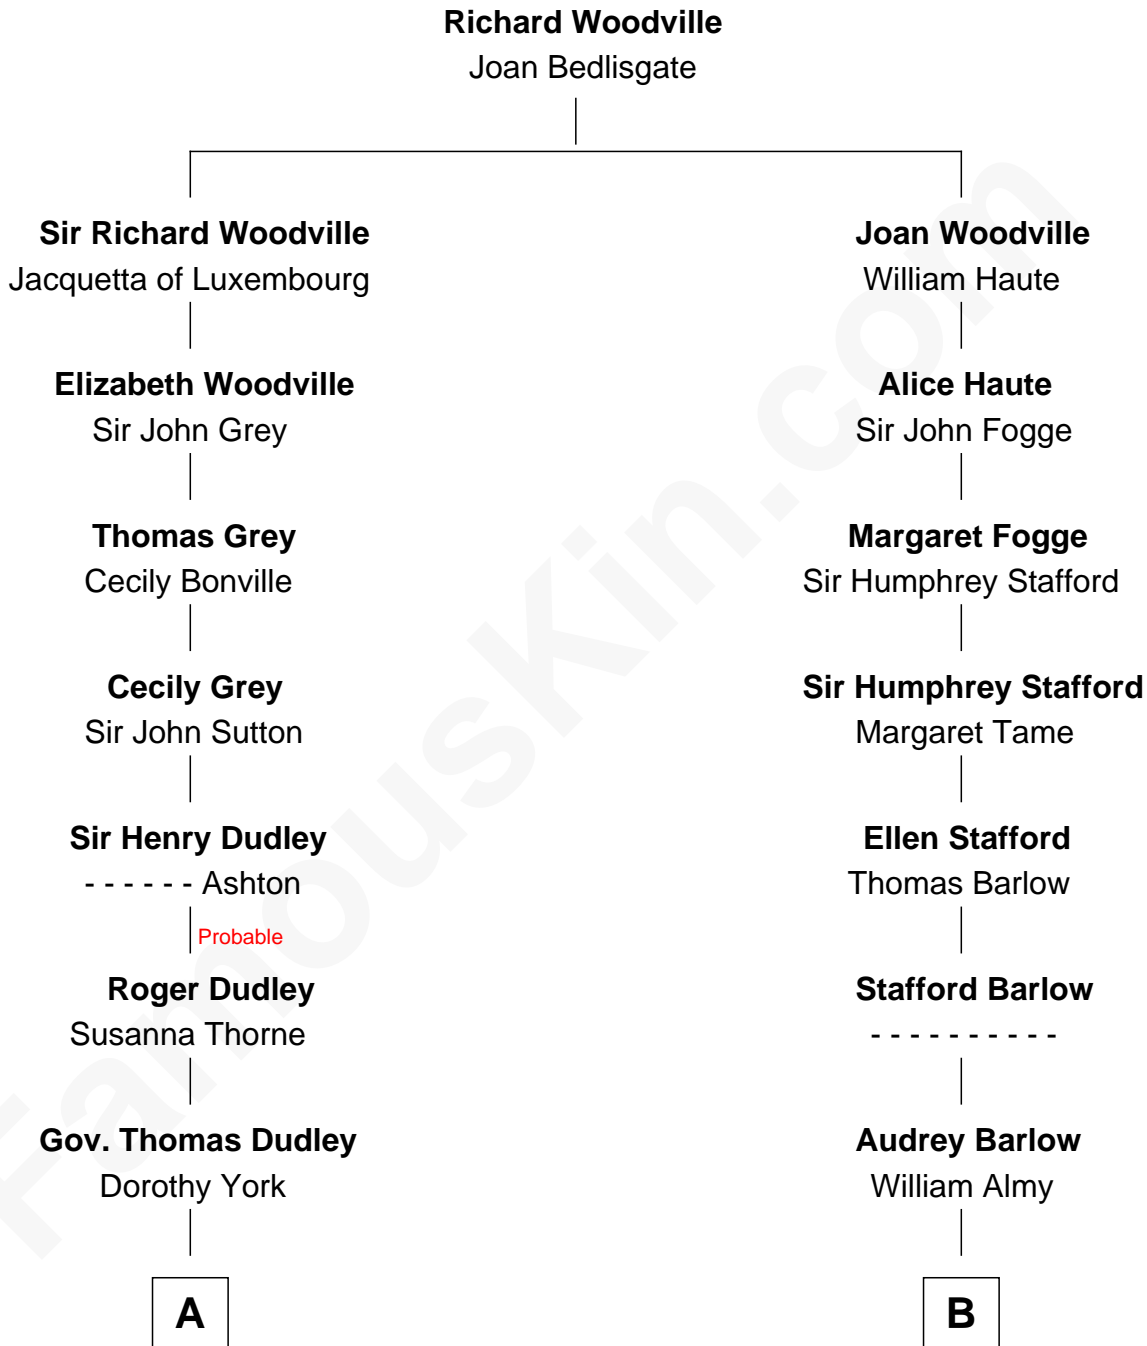 Richard Woodville
Joan Bedlisgate
Sir Richard Woodville
Jacquetta of Luxembourg
Elizabeth Woodville
Sir John Grey
Thomas Grey
Cecily Bonville
Cecily Grey
Sir John Sutton
Sir Henry Dudley
- - - - - - Ashton
Probable
Roger Dudley
Susanna Thorne
Gov. Thomas Dudley
Dorothy York
A
Joan Woodville
William Haute
Alice Haute
Sir John Fogge
Margaret Fogge
Sir Humphrey Stafford
Sir Humphrey Stafford
Margaret Tame
Ellen Stafford
Thomas Barlow
Stafford Barlow
- - - - - - - - - -
Audrey Barlow
William Almy
B
FamousKin.com